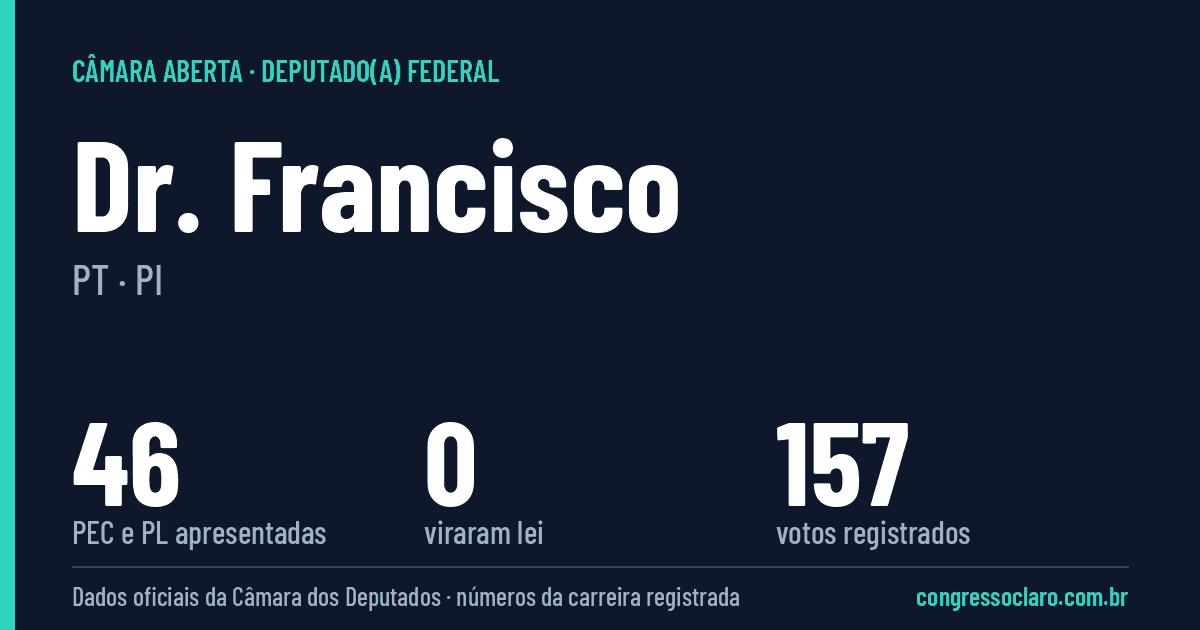 CÂMARA ABERTA · DEPUTADO(A) FEDERAL
Dr. Francisco
PT · PI
46 0 157
PEC e PL apresentadas viraram lei votos registrados
Dados oficiais da Câmara dos Deputados · números da carreira registrada congressoclaro.com.br